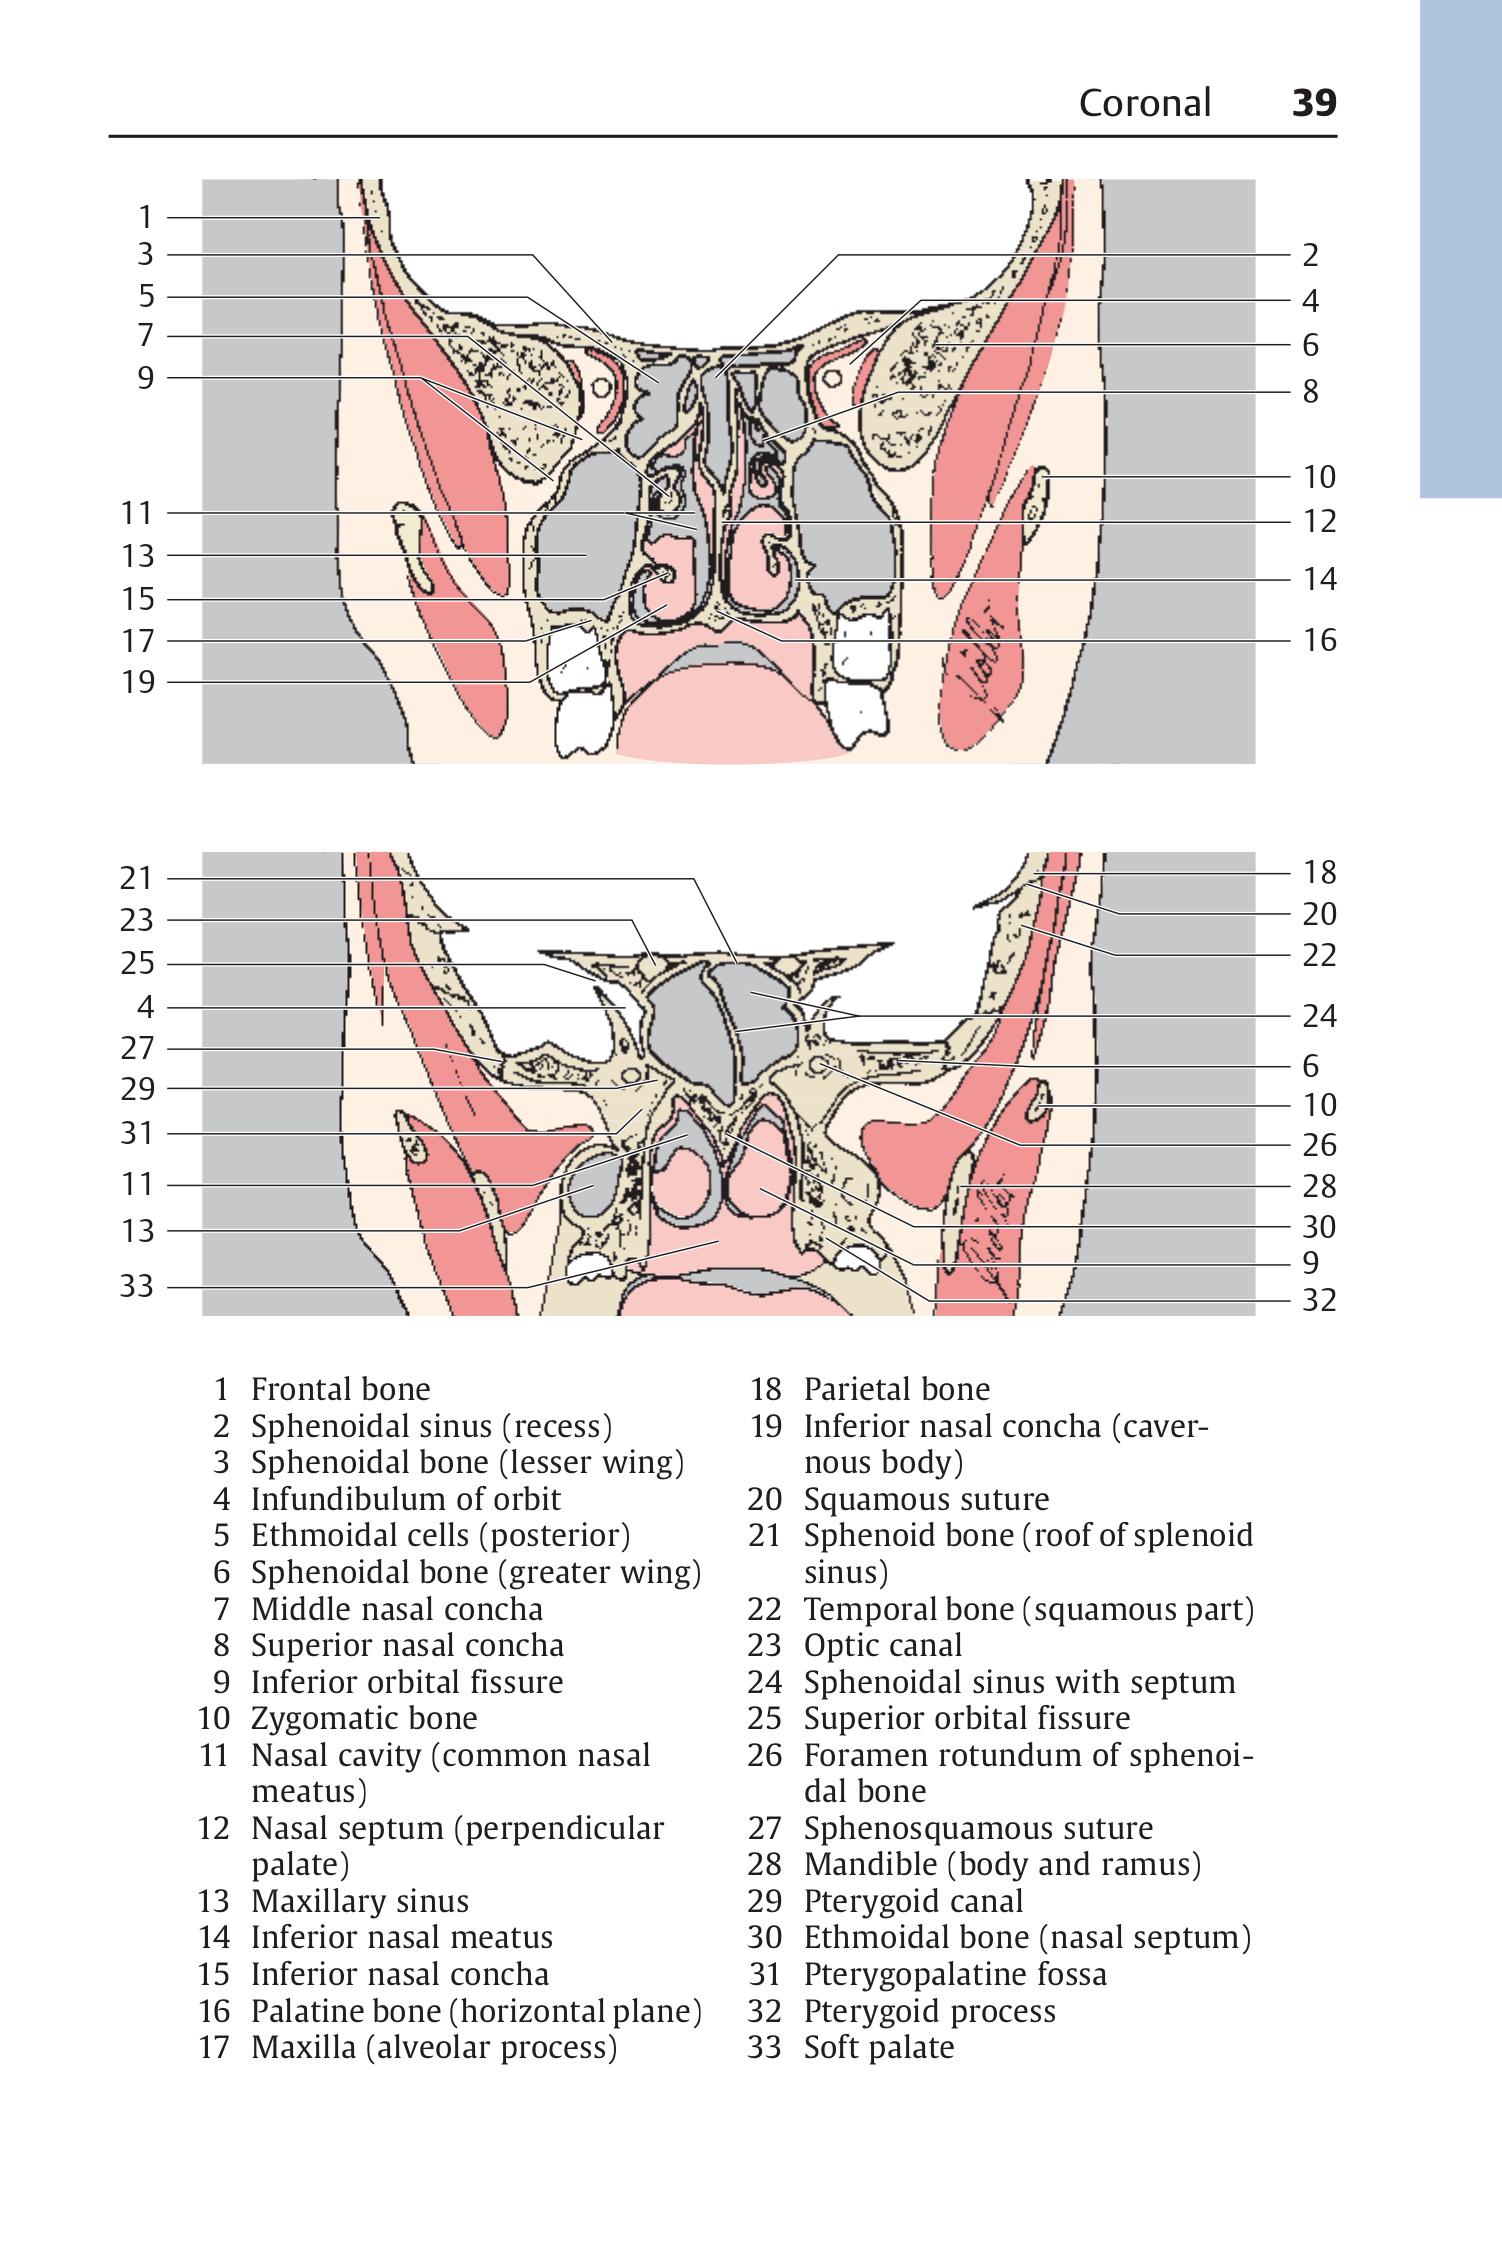 Coronal 39
1
3
2
5
4
7
6
9
8
10
11
12
13
14
15
17
16
19
21
18
23
20
25
22
4
24
27
6
29
10
31
26
11
28
13
30
9
33
32
1 Frontal bone
2 Sphenoidal sinus (recess)
3 Sphenoidal bone (lesser wing)
4 Infundibulum of orbit
5 Ethmoidal cells (posterior)
6 Sphenoidal bone (greater wing)
7 Middle nasal concha
8 Superior nasal concha
9 Inferior orbital fissure
10 Zygomatic bone
11 Nasal cavity (common nasal
meatus)
12 Nasal septum (perpendicular
palate)
13 Maxillary sinus
14 Inferior nasal meatus
15 Inferior nasal concha
16 Palatine bone (horizontal plane)
17 Maxilla (alveolar process)
18 Parietal bone
19 Inferior nasal concha (caver-
nous body)
20 Squamous suture
21 Sphenoid bone (roof of splenoid
sinus)
22 Temporal bone (squamous part)
23 Optic canal
24 Sphenoidal sinus with septum
25 Superior orbital fissure
26 Foramen rotundum of sphenoi-
dal bone
27 Sphenosquamous suture
28 Mandible (body and ramus)
29 Pterygoid canal
30 Ethmoidal bone (nasal septum)
31 Pterygopalatine fossa
32 Pterygoid process
33 Soft palate